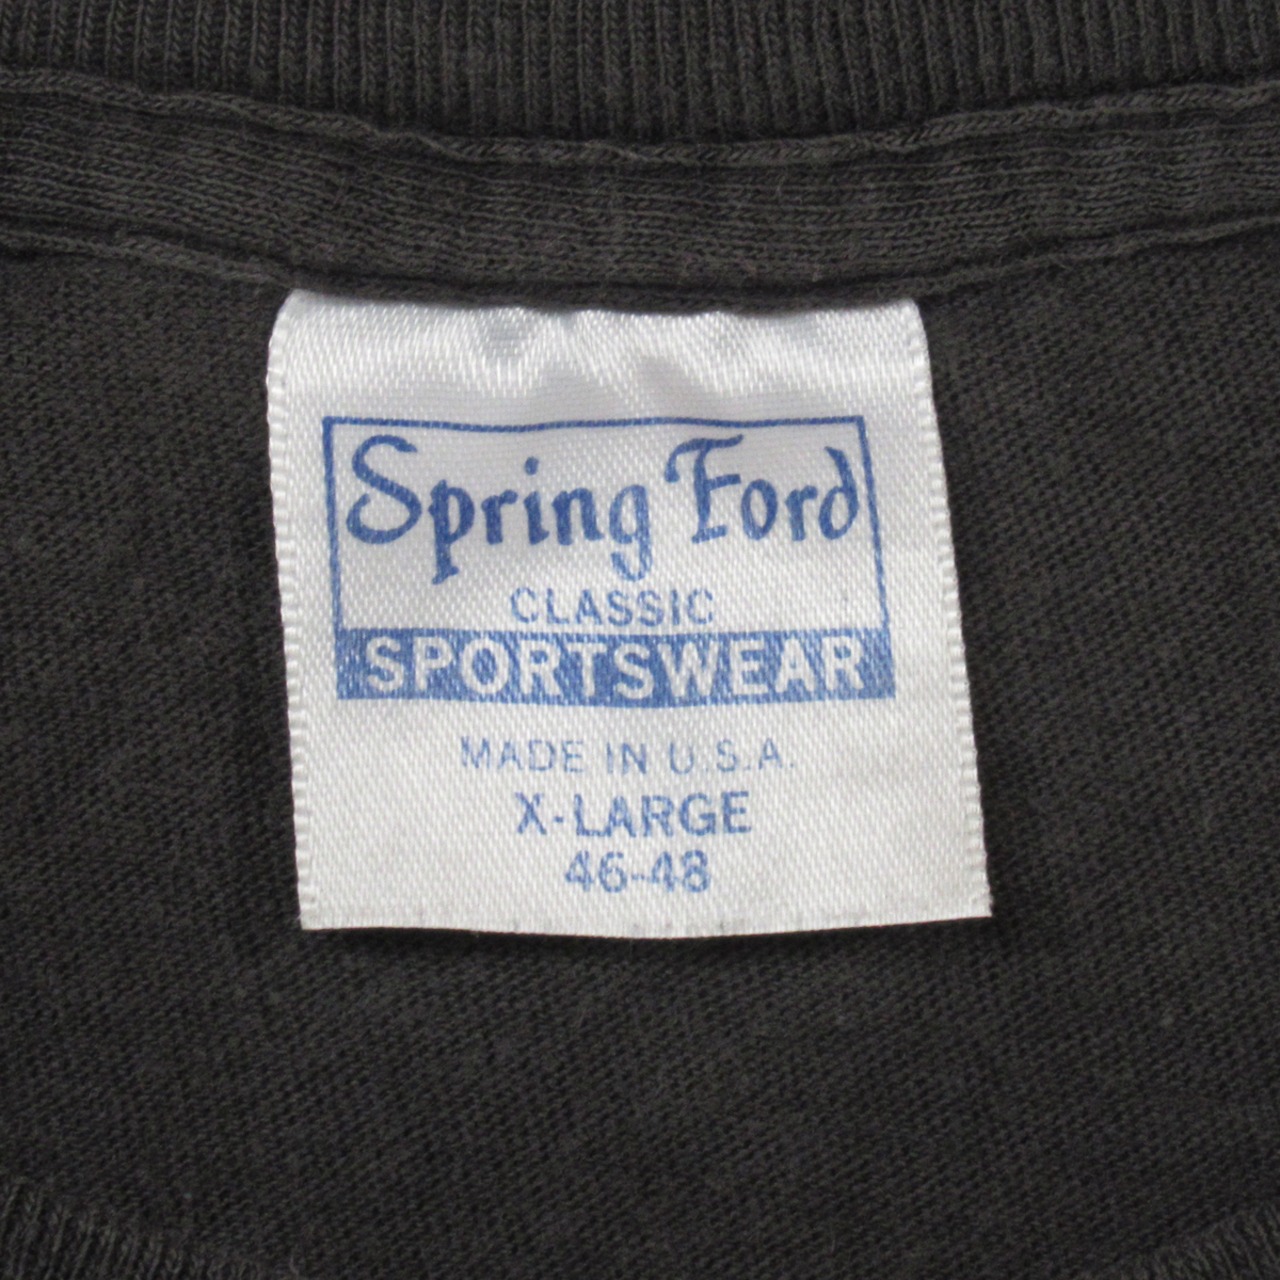 Spring Ford
CLASSIC
SPORTSWEAR
MADE IN U.S.A.
X-LARGE
46-48